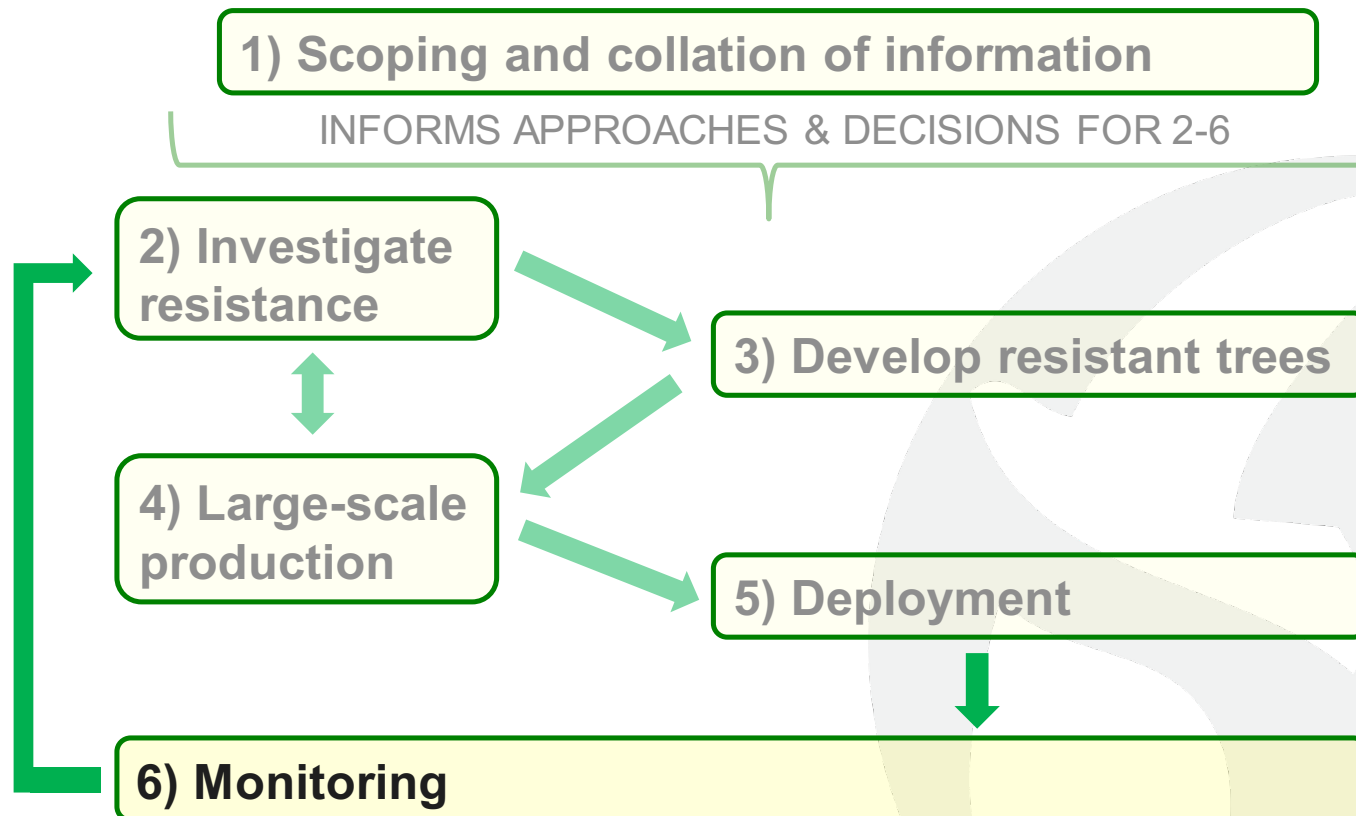 1) Scoping and collation of information
INFORMS APPROACHES & DECISIONS FOR 2-6
2) Investigate
resistance
3) Develop resistant trees
4) Large-scale
production
5) Deployment
6) Monitoring